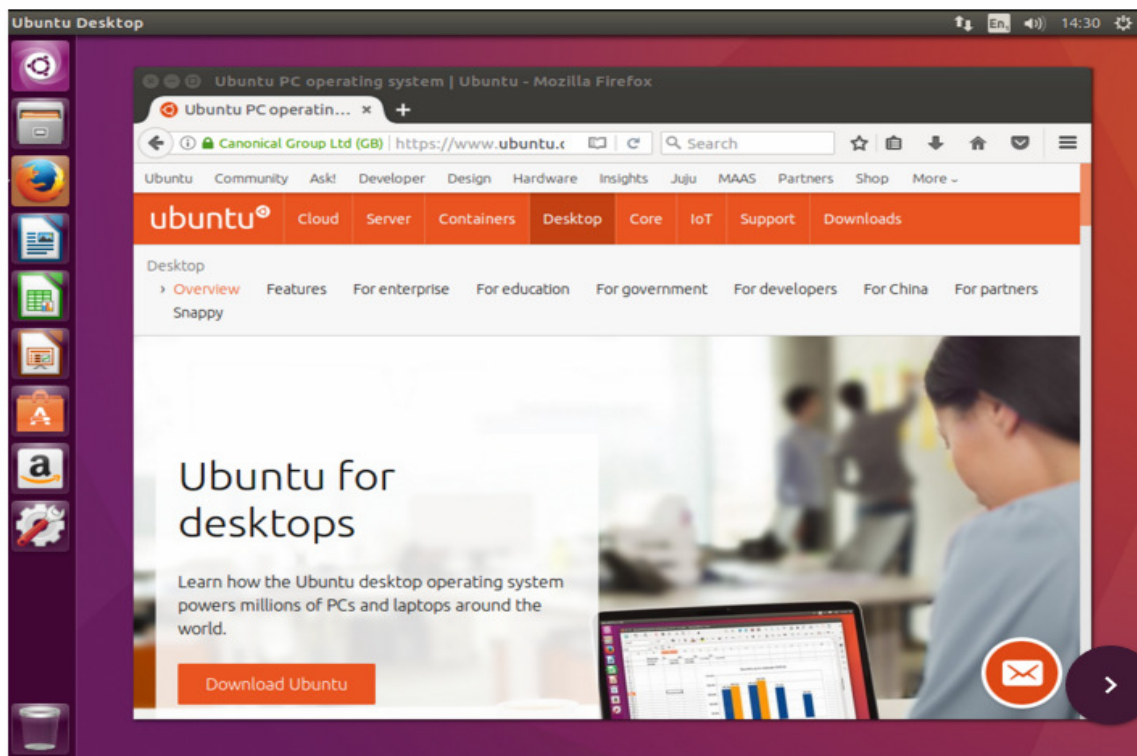 Ubuntu Desktop
En
14:30
Ubuntu PC operating system | Ubuntu - Mozilla Firefox
Ubuntu PC operatin...
Canonical Group Ltd (GB) https://www.ubuntu.c
Search
Ubuntu Community Ask! Developer Design Hardware Insights Juju MAAS Partners Shop More
ubuntu Cloud Server Containers Desktop Core IoT Support Downloads
Desktop
› Overview Features For enterprise For education For government For developers For China For partners
Snappy
Ubuntu for
desktops
Learn how the Ubuntu desktop operating system
powers millions of PCs and laptops around the
world.
Download Ubuntu
A
a